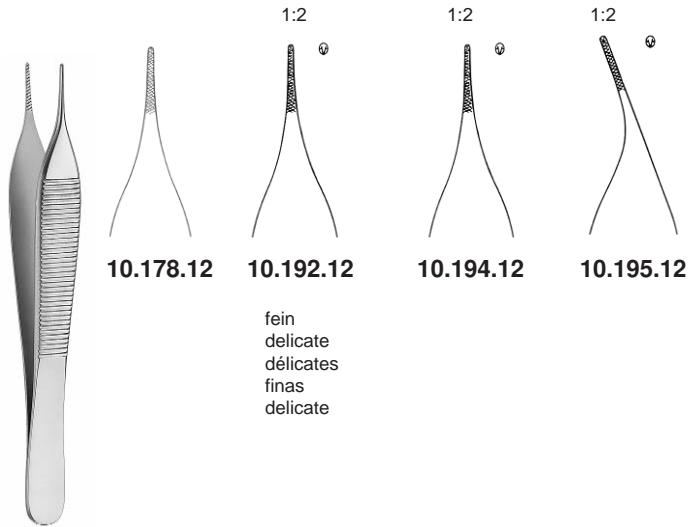 1:2
1:2
1:2
10.178.12
10.192.12
10.194.12
10.195.12
fein
delicate
délicates
finas
delicate